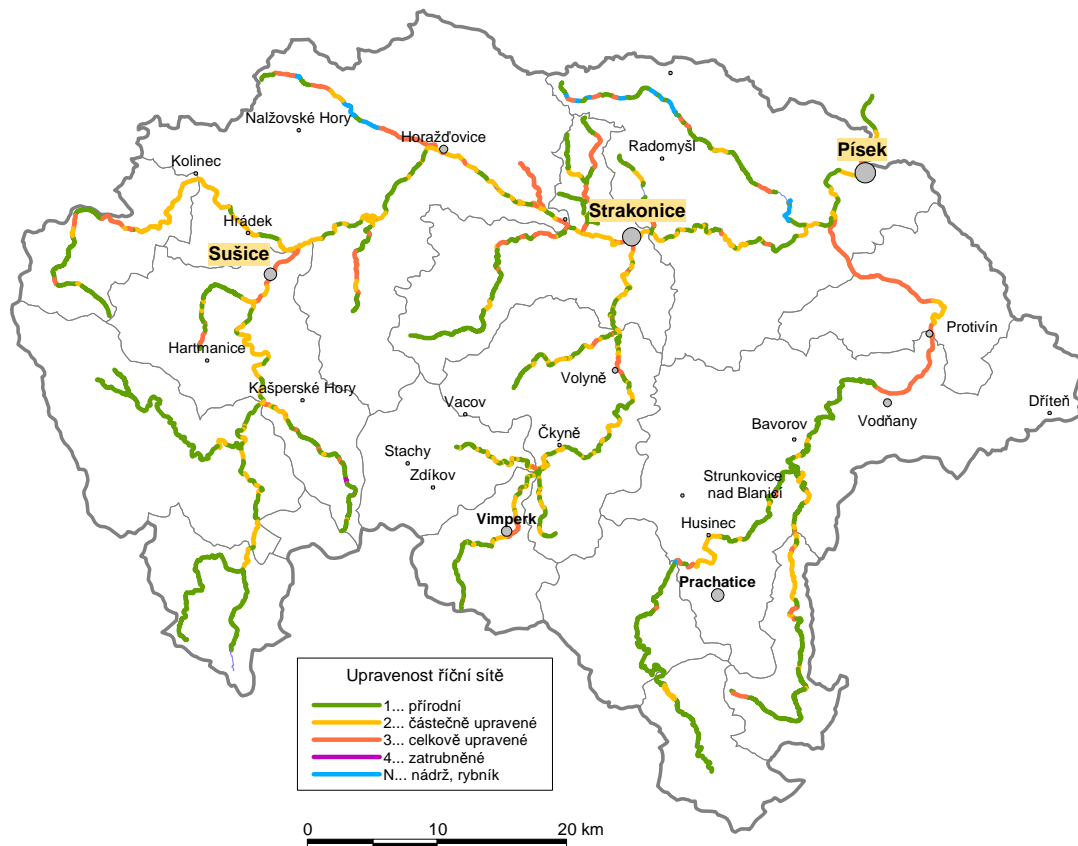 Nalžovské Hory
Horažďovice
Radomyšl
Písek
Kolinec
Hrádek
Strakonice
Sušice
Hartmanice
Protivín
Kašperské Hory
Volyně
Vacov
Vodňany
Dříteň
Bavorov
Čkyně
Stachy
Zdíkov
Strunkovice
nad Blanicí
Vimperk
Husinec
Prachatice
Upravenost říční sítě
1... přírodní
2... částečně upravené
3... celkově upravené
4... zatrubněné
N... nádrž, rybník
0 10 20 km